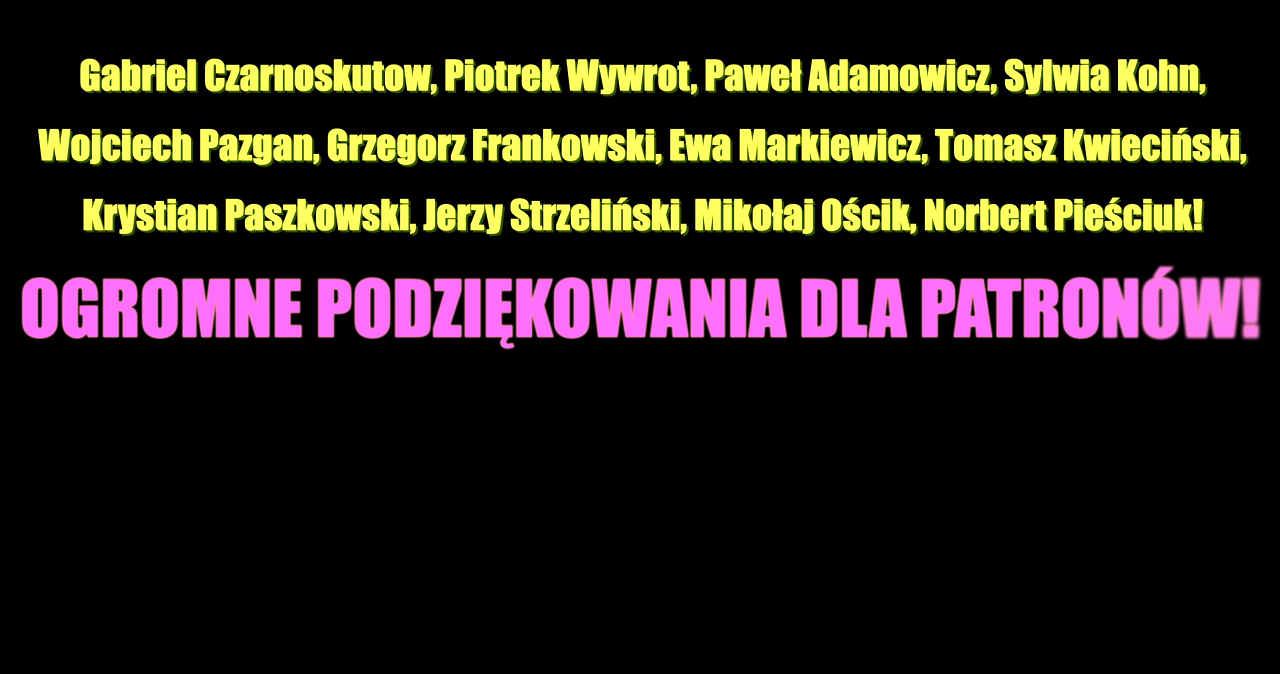 Gabriel Czarnoskutow, Piotrek Wywrot, Paweł Adamowicz, Sylwia Kohn,
Wojciech Pazgan, Grzegorz Frankowski, Ewa Markiewicz, Tomasz Kwieciński,
Krystian Paszkowski, Jerzy Strzeliński, Mikołaj Ościk, Norbert Pieściuk!
OGROMNE PODZIĘKOWANIA DLA PATRONÓW!